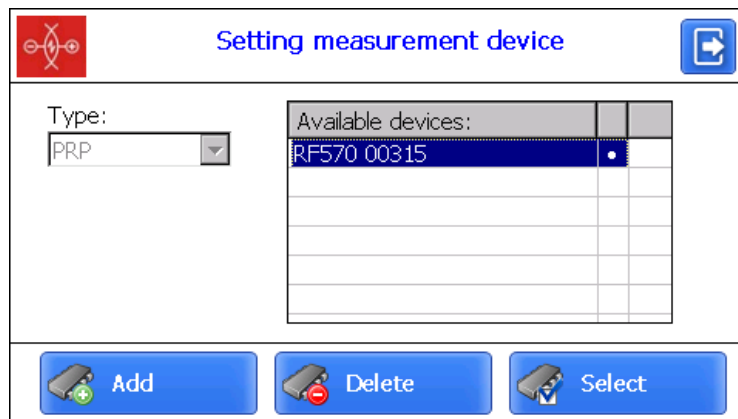 Setting measurement device
Type:
PRP
Available devices:
RF570 00315
Add
Delete
Select